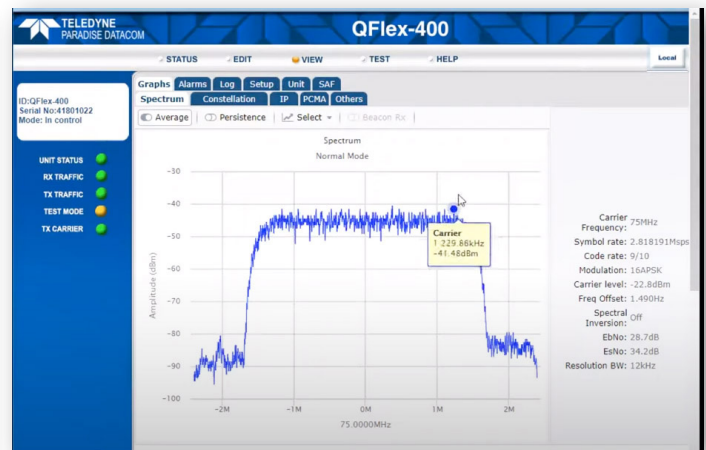 TELEDYNE
PARADISE DATACOM
QFlex-400
STATUS EDIT VIEW TEST HELP
Local
ID:QFlex-400
Serial No:41801022
Mode: In control
UNIT STATUS
RX TRAFFIC
TX TRAFFIC
TEST MODE
TX CARRIER
Graphs Alarms Log Setup Unit SAF
Spectrum Constellation IP PCMA Others
Average Persistence Select Beacon Rx
Spectrum
Normal Mode
Amplitude (dBm)
-30
-40
-50
-60
-70
-80
-90
-100
-2M -1M 0M 1M 2M
75.0000MHz
Carrier
1 229.66kHz
-41.48dBm
Carrier Frequency: 75MHz
Symbol rate: 2.818191Msps
Code rate: 9/10
Modulation: 16APSK
Carrier level: -22.8dBm
Freq Offset: 1.490Hz
Spectral Inversion: Off
EbNo: 28.7dB
EsNo: 34.2dB
Resolution BW: 12kHz